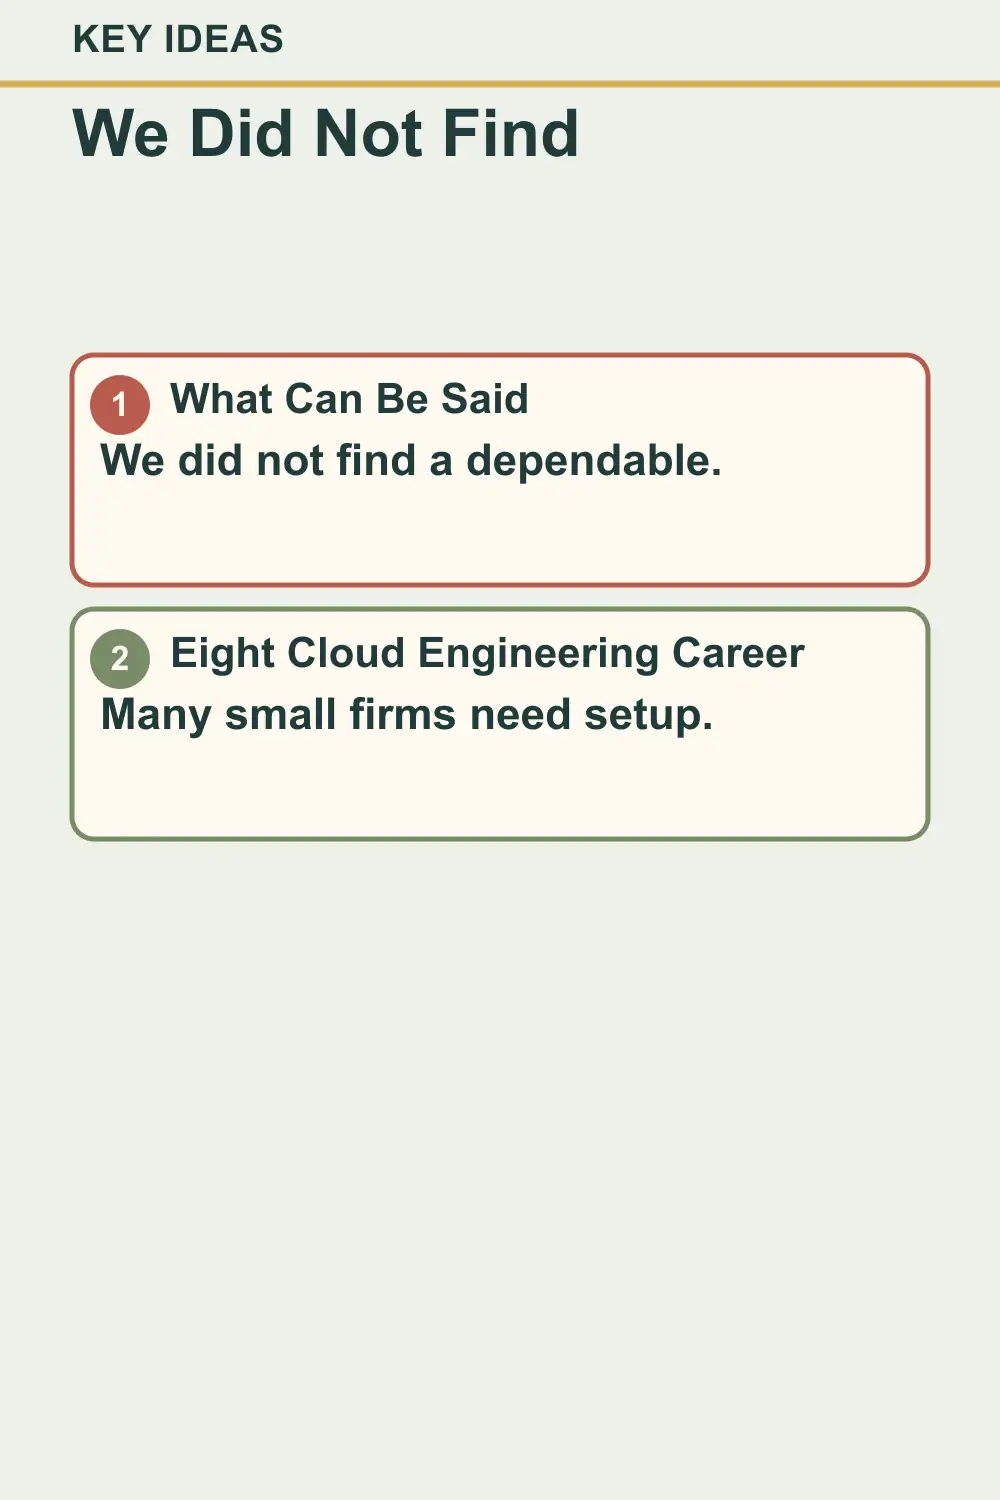 KEY IDEAS
We Did Not Find
1 What Can Be Said
We did not find a dependable.
2 Eight Cloud Engineering Career
Many small firms need setup.